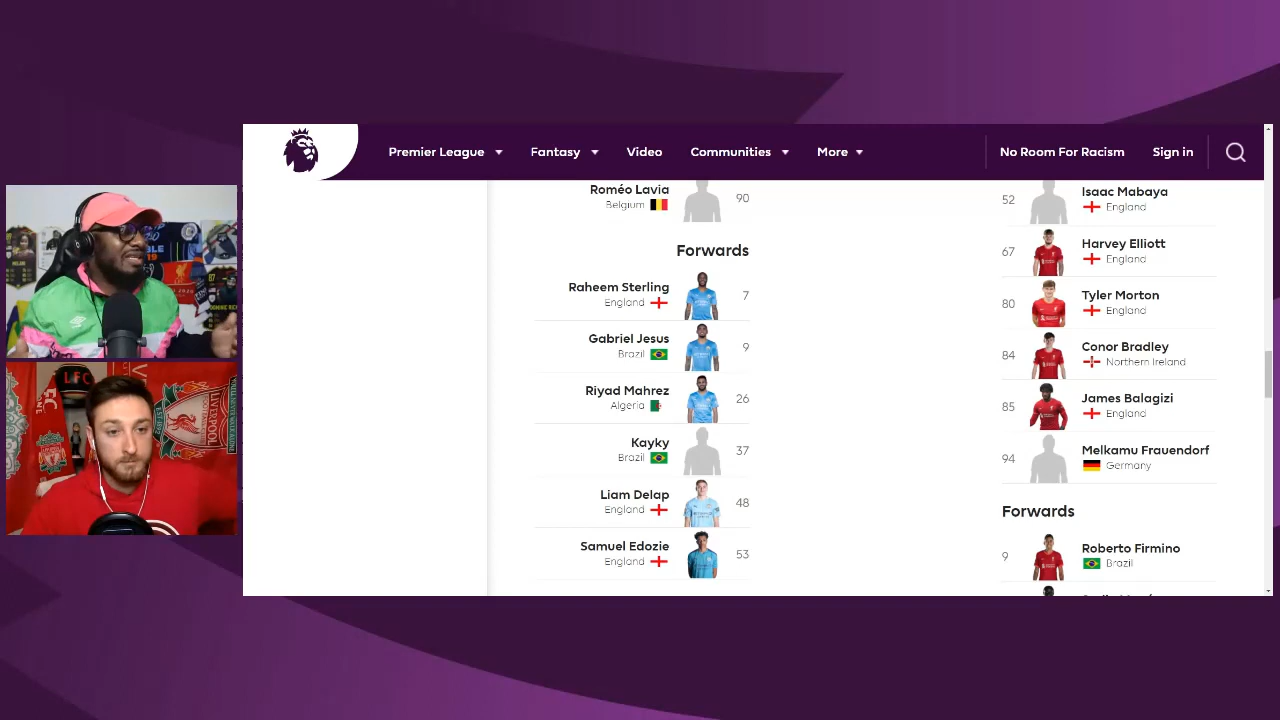 Premier League
Fantasy
Video
Communities
More
No Room For Racism
Sign in
Roméo Lavia
Belgium
90
Forwards
Raheem Sterling
England
7
Gabriel Jesus
Brazil
9
Riyad Mahrez
Algeria
26
Kayky
Brazil
37
Liam Delap
England
48
Samuel Edozie
England
53
52
Isaac Mabaya
England
67
Harvey Elliott
England
80
Tyler Morton
England
84
Conor Bradley
Northern Ireland
85
James Balagizi
England
94
Melkamu Frauendorf
Germany
Forwards
9
Roberto Firmino
Brazil
LFC
LIVERPOOL